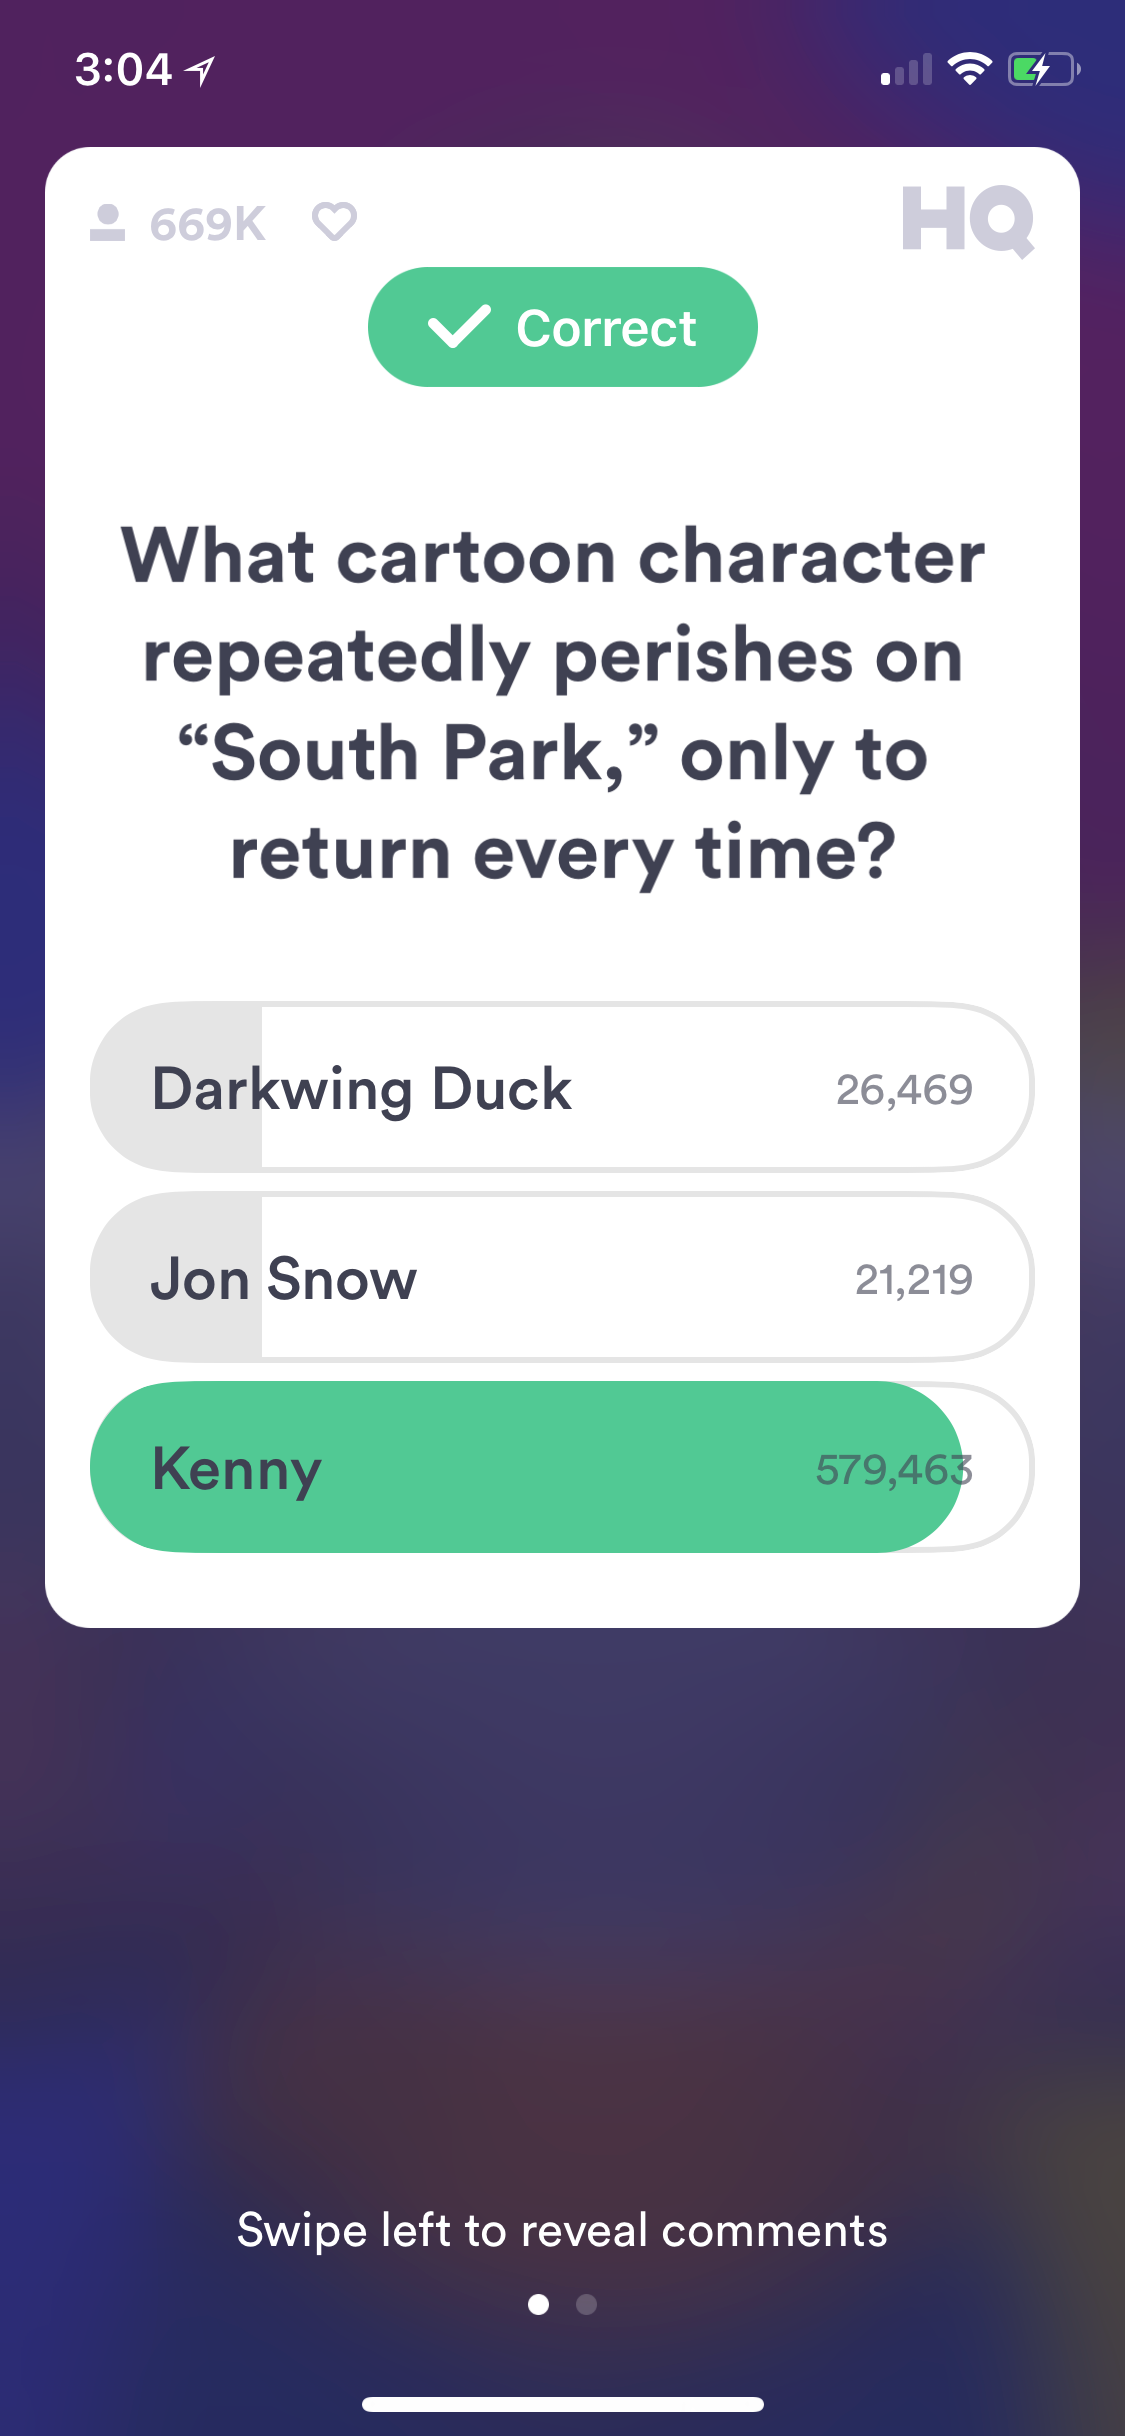 3:04
669K
HQ
Correct
What cartoon character
repeatedly perishes on
“South Park,” only to
return every time?
Darkwing Duck 26,469
Jon Snow 21,219
Kenny 579,463
Swipe left to reveal comments